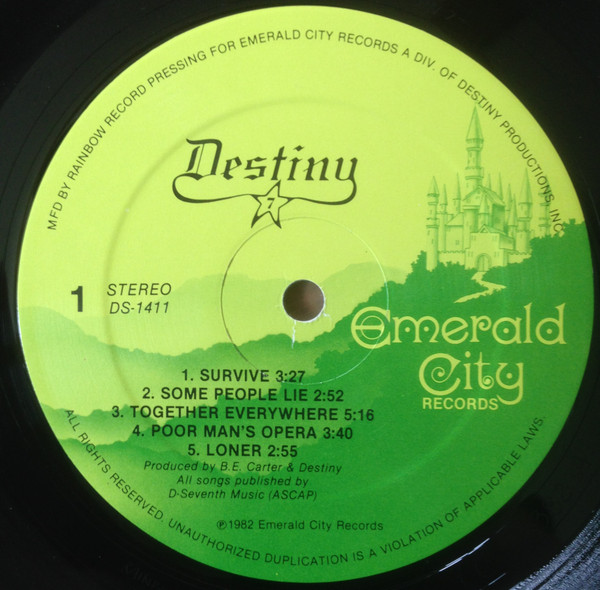 MFD BY RAINBOW RECORD PRESSING FOR EMERALD CITY RECORDS A DIV. OF DESTINY PRODUCTIONS, INC.
Destiny
7
1
STEREO
DS-1411
Emerald
City
RECORDS
1. SURVIVE 3:27
2. SOME PEOPLE LIE 2:52
3. TOGETHER EVERYWHERE 5:16
4. POOR MAN'S OPERA 3:40
5. LONER 2:55
Produced by B.E. Carter & Destiny
All songs published by
D-Seventh Music (ASCAP)
℗1982 Emerald City Records
ALL RIGHTS RESERVED. UNAUTHORIZED DUPLICATION IS A VIOLATION OF APPLICABLE LAWS.